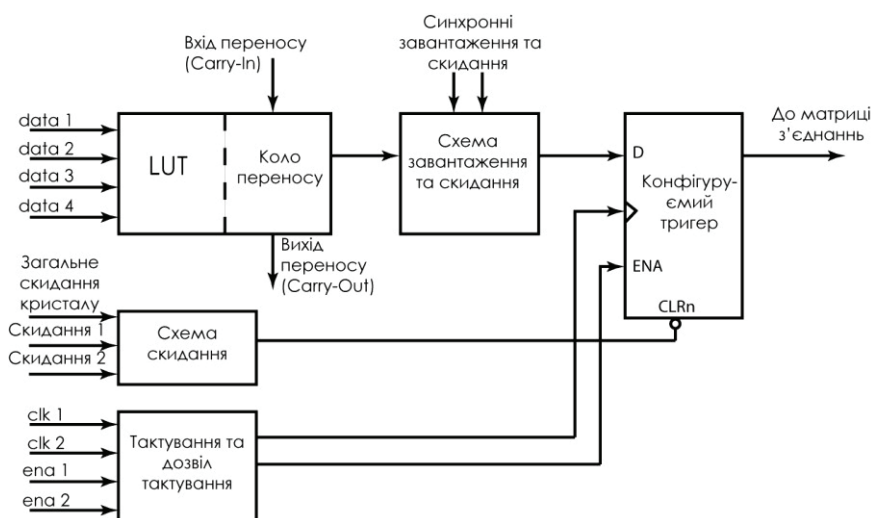 Синхронні
завантаження та
скидання
Вхід переносу
(Carry-In)
До матриці
з’єднаннь
data 1
data 2
data 3
data 4
LUT
Коло
переносу
Схема
завантаження
та скидання
D
Конфігуру-
ємий
тригер
ENA
CLRn
Вихід
переносу
(Carry-Out)
Загальне
скидання
кристалу
Скидання 1
Скидання 2
Схема
скидання
clk 1
clk 2
ena 1
ena 2
Тактування та
дозвіл
тактування